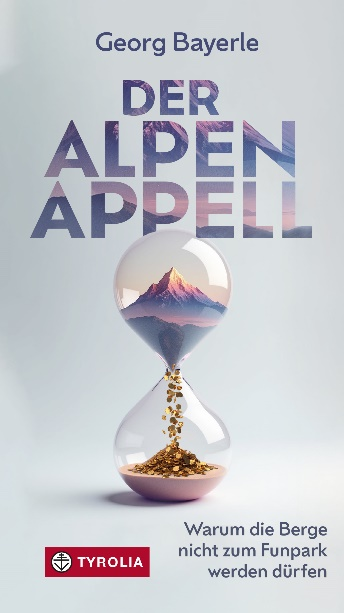 Georg Bayerle
DER
ALPEN
APPELL
Warum die Berge
nicht zum Funpark
werden dürfen
TYROLIA